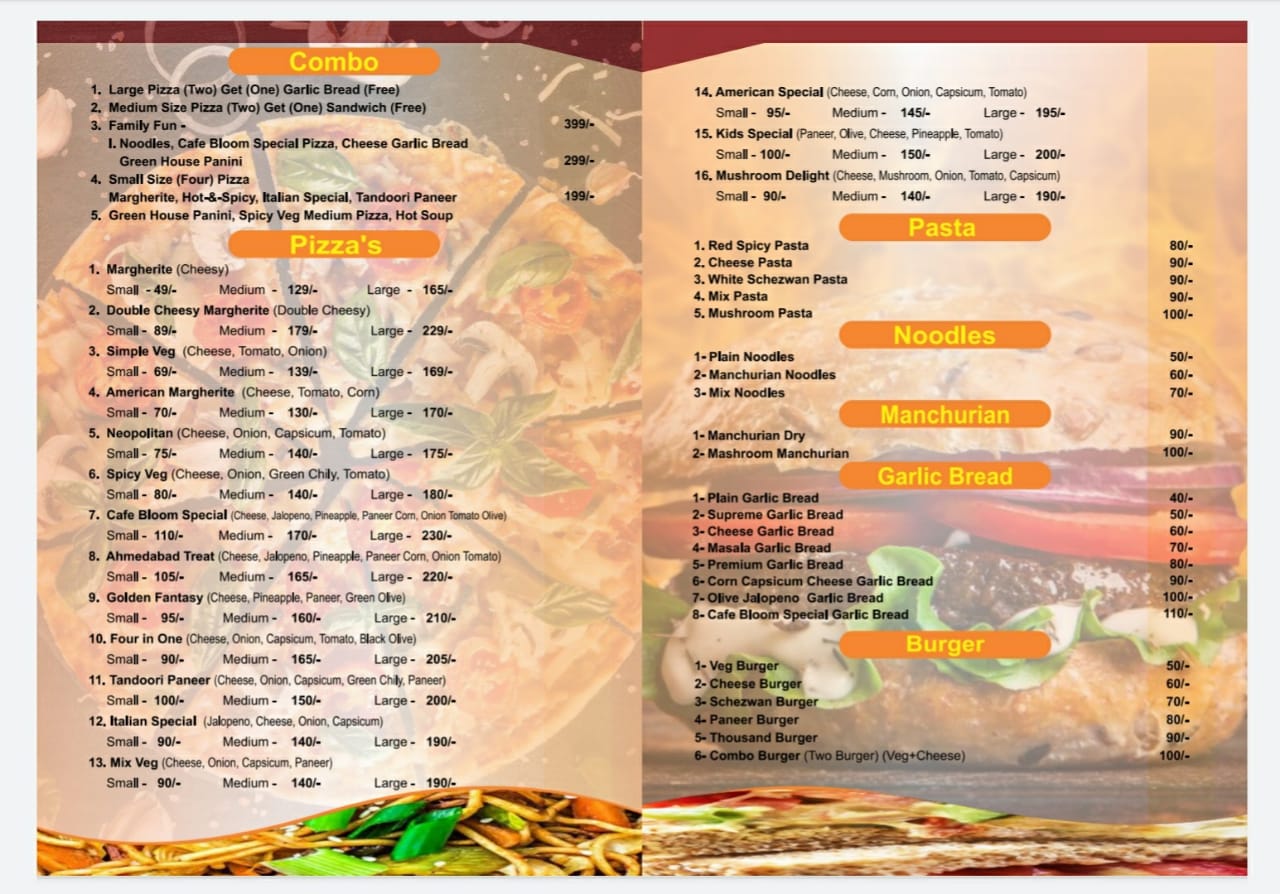 Combo
1. Large Pizza (Two) Get (One) Garlic Bread (Free)
2. Medium Size Pizza (Two) Get (One) Sandwich (Free)
3. Family Fun - 399/-
I. Noodles, Cafe Bloom Special Pizza, Cheese Garlic Bread
Green House Panini 299/-
4. Small Size (Four) Pizza
Margherite, Hot-&-Spicy, Italian Special, Tandoori Paneer 199/-
5. Green House Panini, Spicy Veg Medium Pizza, Hot Soup
Pizza's
1. Margherite (Cheesy)
Small - 49/- Medium - 129/- Large - 165/-
2. Double Cheesy Margherite (Double Cheesy)
Small - 89/- Medium - 179/- Large - 229/-
3. Simple Veg (Cheese, Tomato, Onion)
Small - 69/- Medium - 139/- Large - 169/-
4. American Margherite (Cheese, Tomato, Corn)
Small - 70/- Medium - 130/- Large - 170/-
5. Neopolitan (Cheese, Onion, Capsicum, Tomato)
Small - 75/- Medium - 140/- Large - 175/-
6. Spicy Veg (Cheese, Onion, Green Chily, Tomato)
Small - 80/- Medium - 140/- Large - 180/-
7. Cafe Bloom Special (Cheese, Jalopeno, Pineapple, Paneer Corn, Onion Tomato Olive)
Small - 110/- Medium - 170/- Large - 230/-
8. Ahmedabad Treat (Cheese, Jalopeno, Pineapple, Paneer Corn, Onion Tomato)
Small - 105/- Medium - 165/- Large - 220/-
9. Golden Fantasy (Cheese, Pineapple, Paneer, Green Olive)
Small - 95/- Medium - 160/- Large - 210/-
10. Four in One (Cheese, Onion, Capsicum, Tomato, Black Olive)
Small - 90/- Medium - 165/- Large - 205/-
11. Tandoori Paneer (Cheese, Onion, Capsicum, Green Chily, Paneer)
Small - 100/- Medium - 150/- Large - 200/-
12. Italian Special (Jalopeno, Cheese, Onion, Capsicum)
Small - 90/- Medium - 140/- Large - 190/-
13. Mix Veg (Cheese, Onion, Capsicum, Paneer)
Small - 90/- Medium - 140/- Large - 190/-
14. American Special (Cheese, Corn, Onion, Capsicum, Tomato)
Small - 95/- Medium - 145/- Large - 195/-
15. Kids Special (Paneer, Olive, Cheese, Pineapple, Tomato)
Small - 100/- Medium - 150/- Large - 200/-
16. Mushroom Delight (Cheese, Mushroom, Onion, Tomato, Capsicum)
Small - 90/- Medium - 140/- Large - 190/-
Pasta
1. Red Spicy Pasta 80/-
2. Cheese Pasta 90/-
3. White Schezwan Pasta 90/-
4. Mix Pasta 90/-
5. Mushroom Pasta 100/-
Noodles
1- Plain Noodles 50/-
2- Manchurian Noodles 60/-
3- Mix Noodles 70/-
Manchurian
1- Manchurian Dry 90/-
2- Mashroom Manchurian 100/-
Garlic Bread
1- Plain Garlic Bread 40/-
2- Supreme Garlic Bread 50/-
3- Cheese Garlic Bread 60/-
4- Masala Garlic Bread 70/-
5- Premium Garlic Bread 80/-
6- Corn Capsicum Cheese Garlic Bread 90/-
7- Olive Jalopeno Garlic Bread 100/-
8- Cafe Bloom Special Garlic Bread 110/-
Burger
1- Veg Burger 50/-
2- Cheese Burger 60/-
3- Schezwan Burger 70/-
4- Paneer Burger 80/-
5- Thousand Burger 90/-
6- Combo Burger (Two Burger) (Veg+Cheese) 100/-